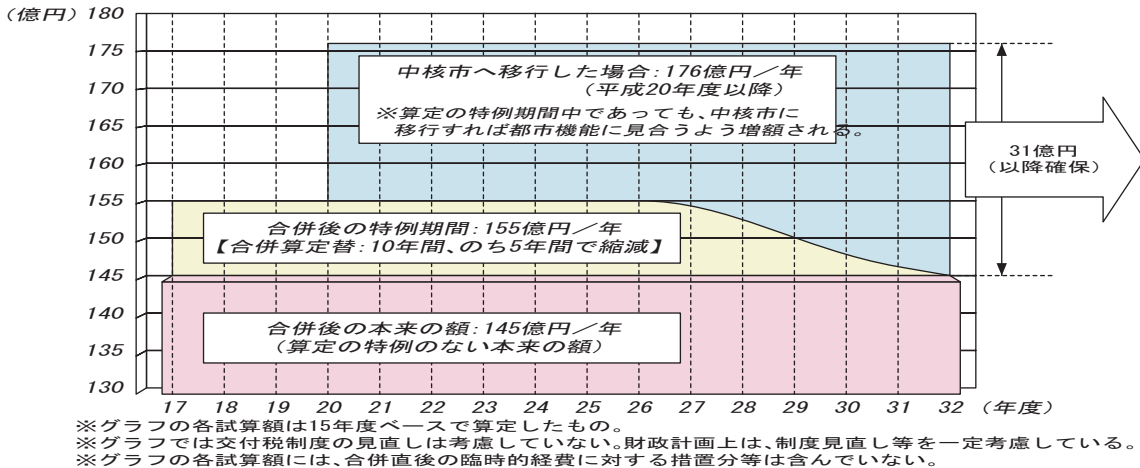 （億円）
180
175
170
165
160
155
150
145
140
135
130
中核市へ移行した場合：176億円／年
（平成20年度以降）
※算定の特例期間中であっても、中核市に
移行すれば都市機能に見合うよう増額される。
31億円
（以降確保）
合併後の特例期間：155億円／年
【合併算定替：10年間、のち5年間で縮減】
合併後の本来の額：145億円／年
（算定の特例のない本来の額）
17 18 19 20 21 22 23 24 25 26 27 28 29 30 31 32 （年度）
※グラフの各試算額は15年度ベースで算定したもの。
※グラフでは交付税制度の見直しは考慮していない。財政計画上は、制度見直し等を一定考慮している。
※グラフの各試算額には、合併直後の臨時的経費に対する措置分等は含んでいない。